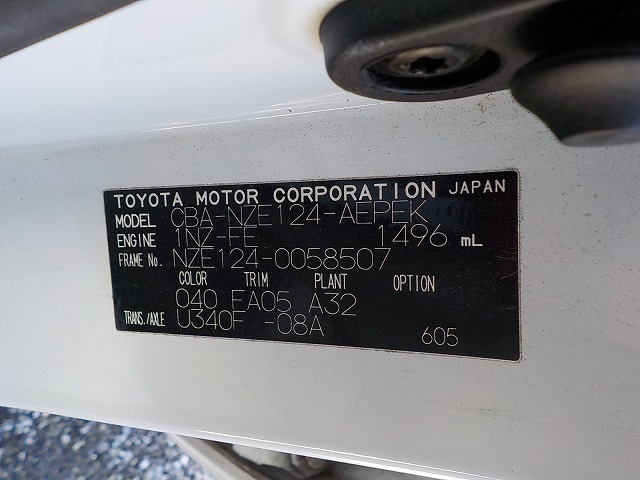 TOYOTA MOTOR CORPORATION JAPAN
MODEL CBA-NZE124-AEPEK
ENGINE 1NZ-FE 1496 mL
FRAME No. NZE124-0058507
COLOR TRIM PLANT OPTION
040 FA05 A32
TRANS./AXLE U340F -08A
605